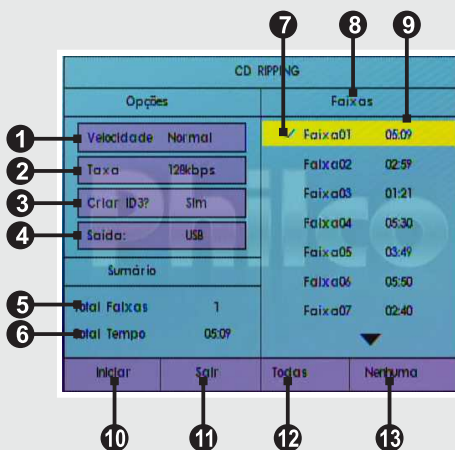 7 8 9
CD RIPPING
Opções Faixas
1 Velocidade Normal
2 Taxa 128kbps
3 Criar ID3? Sim
4 Saída: USB
Sumário
5 Total Faixas 1
6 Total Tempo 05:09
✓ Faixa01 05:09
Faixa02 02:59
Faixa03 01:21
Faixa04 05:30
Faixa05 03:49
Faixa06 05:50
Faixa07 02:40
Iniciar Sair Todas Nenhuma
10 11 12 13
Philco